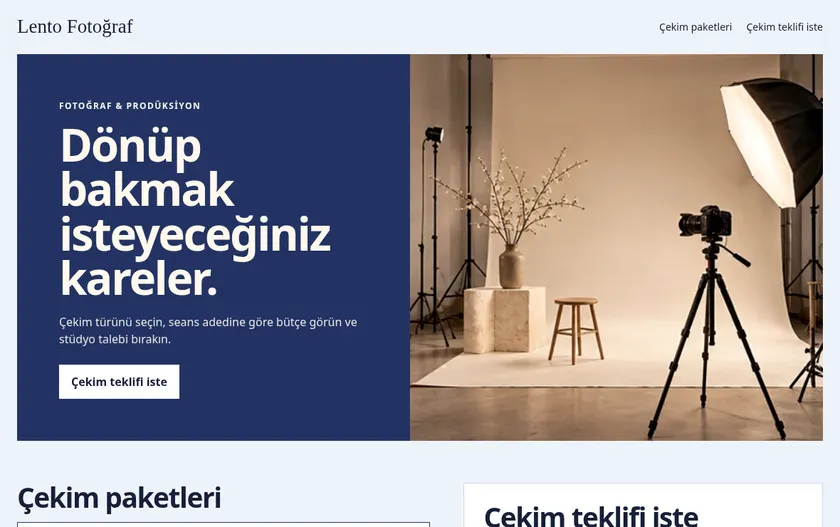 Lento Fotoğraf
Çekim paketleri
Çekim teklifi iste
FOTOĞRAF & PRODÜKSİYON
Dönüp
bakmak
isteyeceğiniz
kareler.
Çekim türünü seçin, seans adedine göre bütçe görün ve
stüdyo talebi bırakın.
Çekim teklifi iste
Çekim paketleri
Çekim teklifi iste